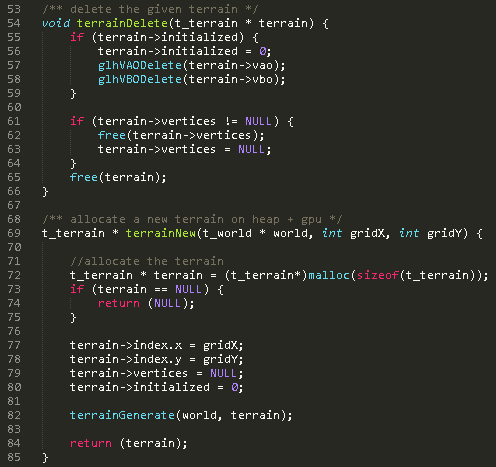 53 /** delete the given terrain */
54 void terrainDelete(t_terrain * terrain) {
55     if (terrain->initialized) {
56         terrain->initialized = 0;
57         glhVAODelete(terrain->vao);
58         glhVBODelete(terrain->vbo);
59     }
60
61     if (terrain->vertices != NULL) {
62         free(terrain->vertices);
63         terrain->vertices = NULL;
64     }
65     free(terrain);
66 }
67
68 /** allocate a new terrain on heap + gpu */
69 t_terrain * terrainNew(t_world * world, int gridX, int gridY) {
70
71     //allocate the terrain
72     t_terrain * terrain = (t_terrain*)malloc(sizeof(t_terrain));
73     if (terrain == NULL) {
74         return (NULL);
75     }
76
77     terrain->index.x = gridX;
78     terrain->index.y = gridY;
79     terrain->vertices = NULL;
80     terrain->initialized = 0;
81
82     terrainGenerate(world, terrain);
83
84     return (terrain);
85 }